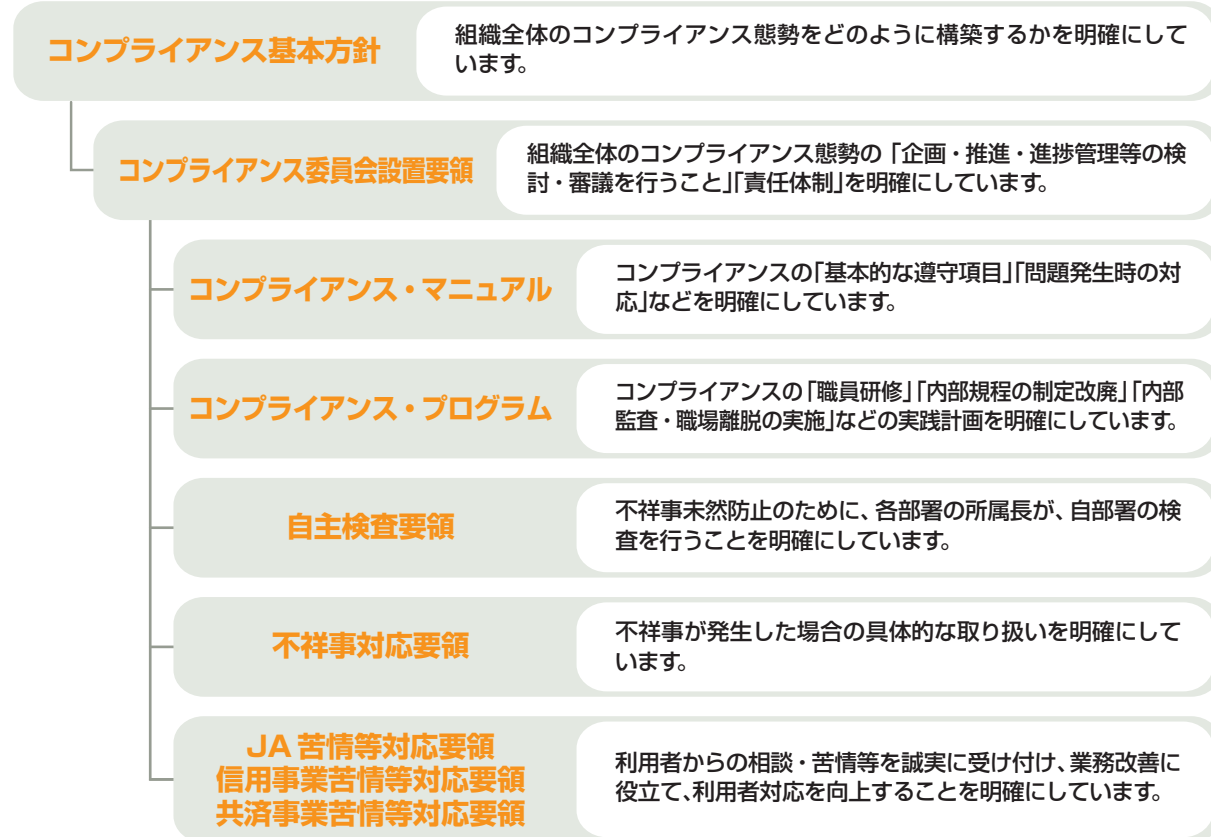 コンプライアンス基本方針
組織全体のコンプライアンス態勢をどのように構築するかを明確にして
います。
コンプライアンス委員会設置要領
組織全体のコンプライアンス態勢の「企画・推進・進捗管理等の検
討・審議を行うこと」「責任体制」を明確にしています。
コンプライアンス・マニュアル
コンプライアンスの「基本的な遵守項目」「問題発生時の対
応」などを明確にしています。
コンプライアンス・プログラム
コンプライアンスの「職員研修」「内部規程の制定改廃」「内部
監査・職場離脱の実施」などの実践計画を明確にしています。
自主検査要領
不祥事未然防止のために、各部署の所属長が、自部署の検
査を行うことを明確にしています。
不祥事対応要領
不祥事が発生した場合の具体的な取り扱いを明確にして
います。
JA 苦情等対応要領
信用事業苦情等対応要領
共済事業苦情等対応要領
利用者からの相談・苦情等を誠実に受け付け、業務改善に
役立て、利用者対応を向上することを明確にしています。